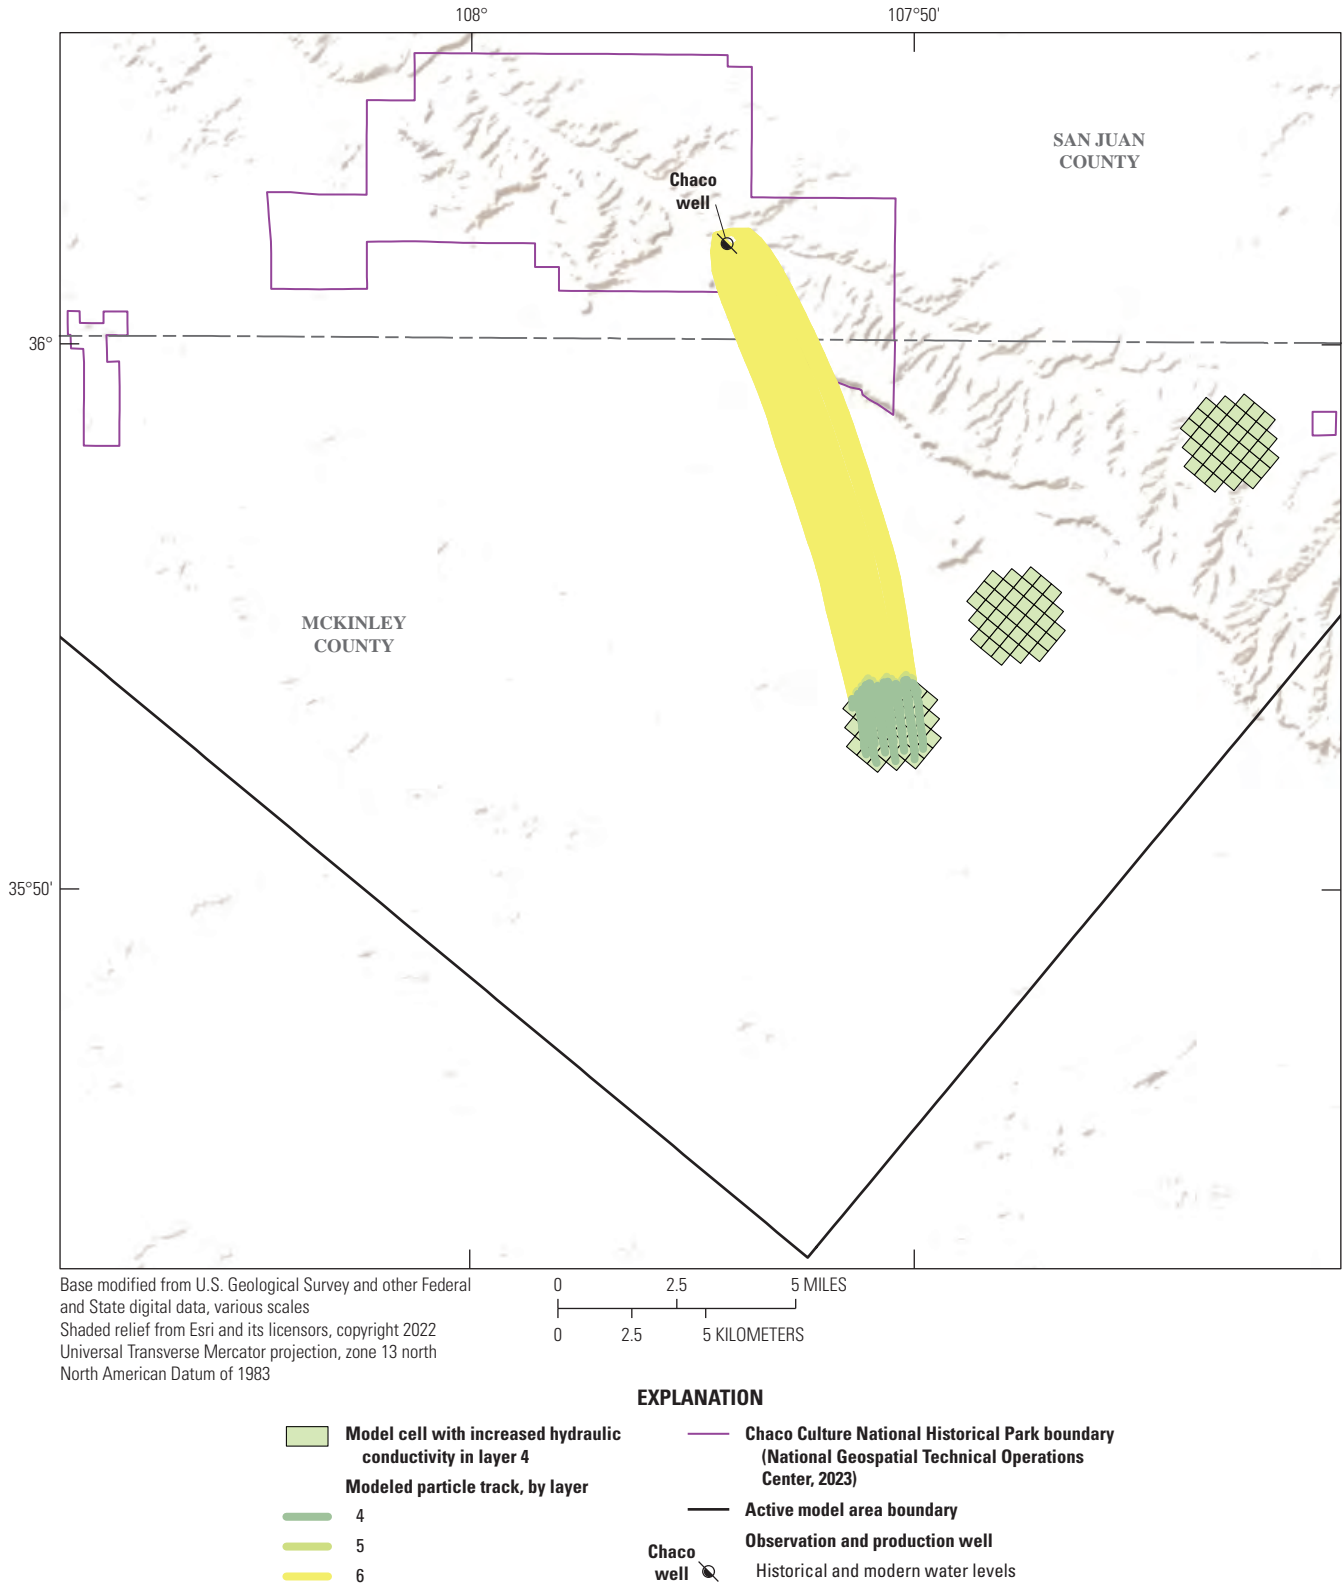 108°
107°50'
SAN JUAN
COUNTY
Chaco
well
36°
MCKINLEY
COUNTY
35°50'
Base modified from U.S. Geological Survey and other Federal
and State digital data, various scales
Shaded relief from Esri and its licensors, copyright 2022
Universal Transverse Mercator projection, zone 13 north
North American Datum of 1983
0 2.5 5 MILES
0 2.5 5 KILOMETERS
EXPLANATION
Model cell with increased hydraulic
conductivity in layer 4
Modeled particle track, by layer
4
5
6
Chaco Culture National Historical Park boundary
(National Geospatial Technical Operations
Center, 2023)
Active model area boundary
Observation and production well
Chaco
well
Historical and modern water levels